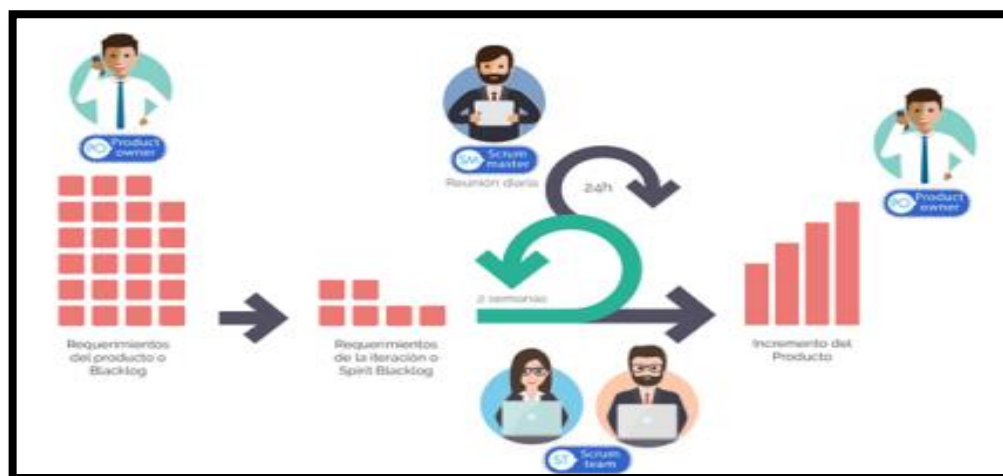 PO Product
owner
SM Scrum
master
Reunión diaria
24h
PO Product
owner
2 semanas
Requerimientos
del producto o
Blacklog
Requerimientos
de la iteración o
Spirit Blacklog
Incremento del
Producto
ST Scrum
team